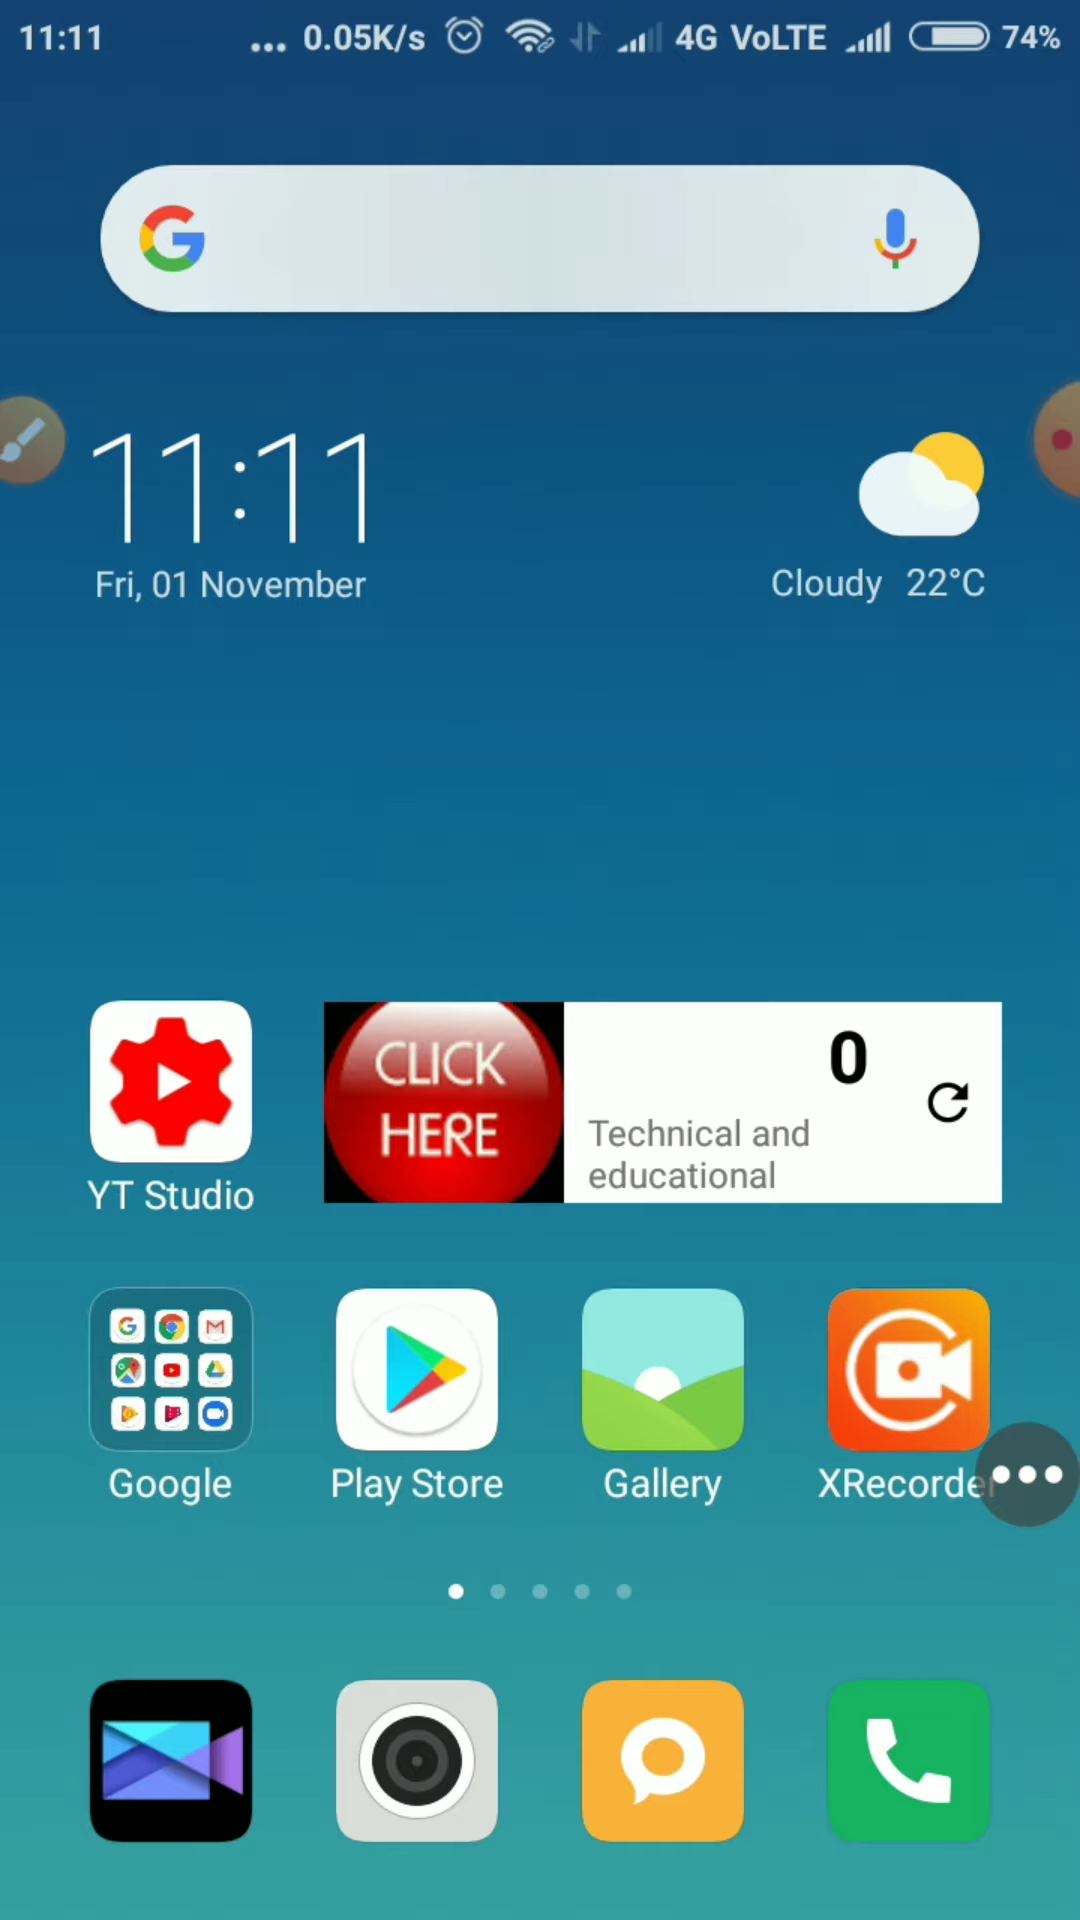 11:11 ... 0.05K/s 4G VoLTE 74%
11:11
Fri, 01 November
Cloudy 22°C
CLICK
HERE
0
Technical and
educational
YT Studio
Google
Play Store
Gallery
XRecorder